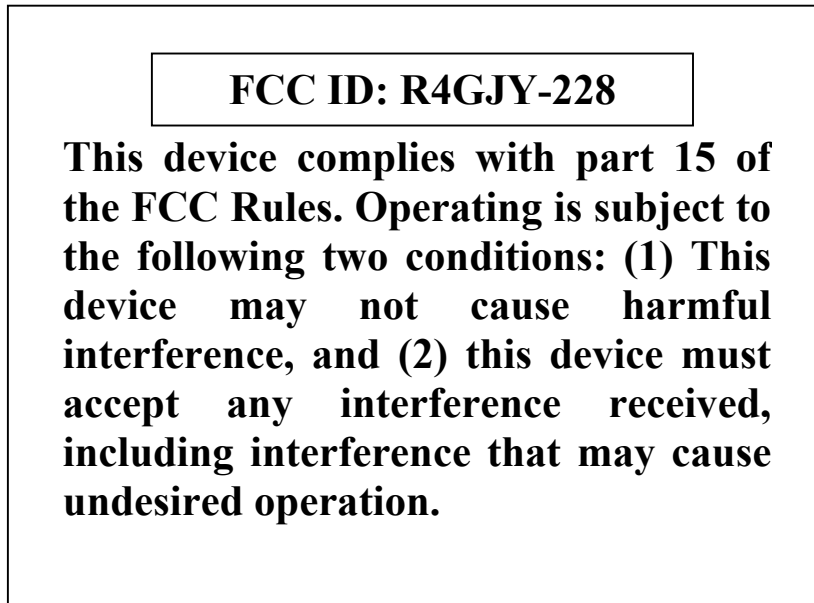 FCC ID: R4GJY-228
This device complies with part 15 of
the FCC Rules. Operating is subject to
the following two conditions: (1) This
device may not cause harmful
interference, and (2) this device must
accept any interference received,
including interference that may cause
undesired operation.